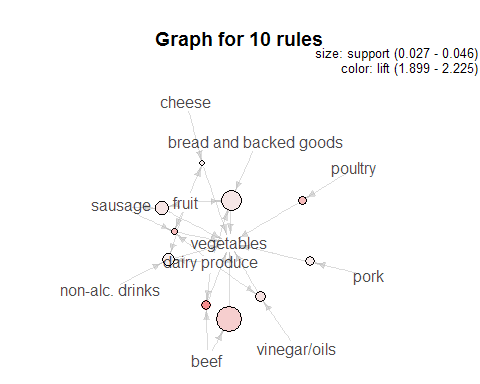 Graph for 10 rules
size: support (0.027 - 0.046)
color: lift (1.899 - 2.225)
cheese
bread and backed goods
poultry
sausage
fruit
vegetables
dairy produce
pork
non-alc. drinks
vinegar/oils
beef